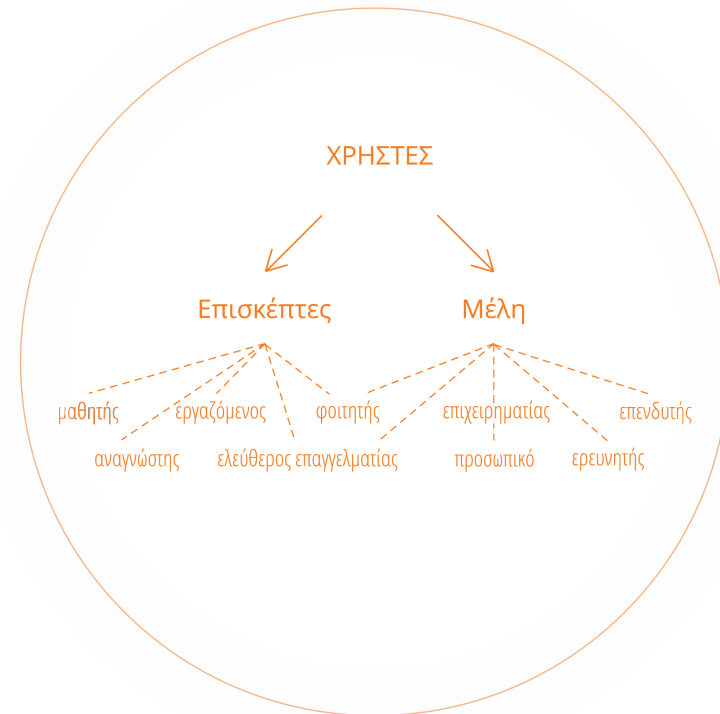 ΧΡΗΣΤΕΣ
Επισκέπτες Μέλη
μαθητής εργαζόμενος φοιτητής επιχειρηματίας επενδυτής
αναγνώστης ελεύθερος επαγγελματίας προσωπικό ερευνητής